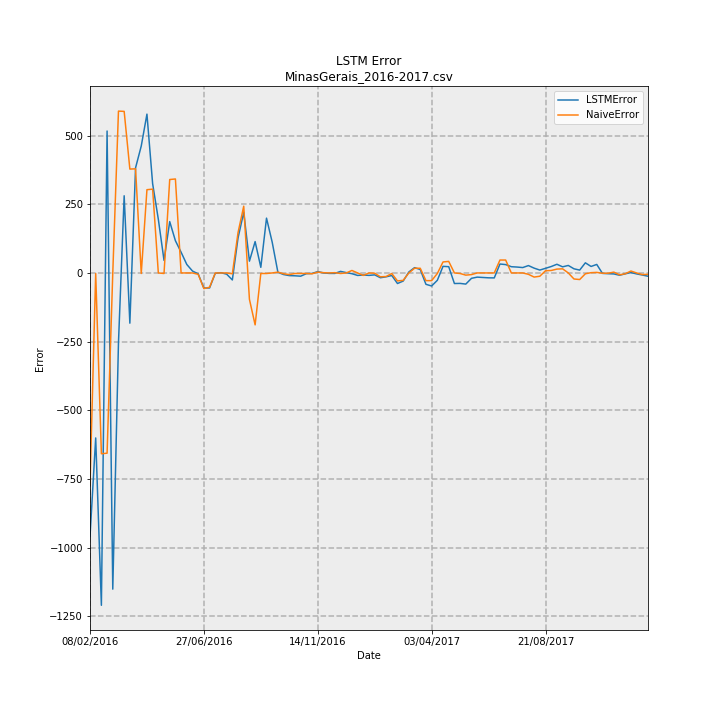 LSTM Error
MinasGerais_2016-2017.csv
LSTMError
NaiveError
500
250
0
−250
−500
−750
−1000
−1250
Error
08/02/2016
27/06/2016
14/11/2016
03/04/2017
21/08/2017
Date